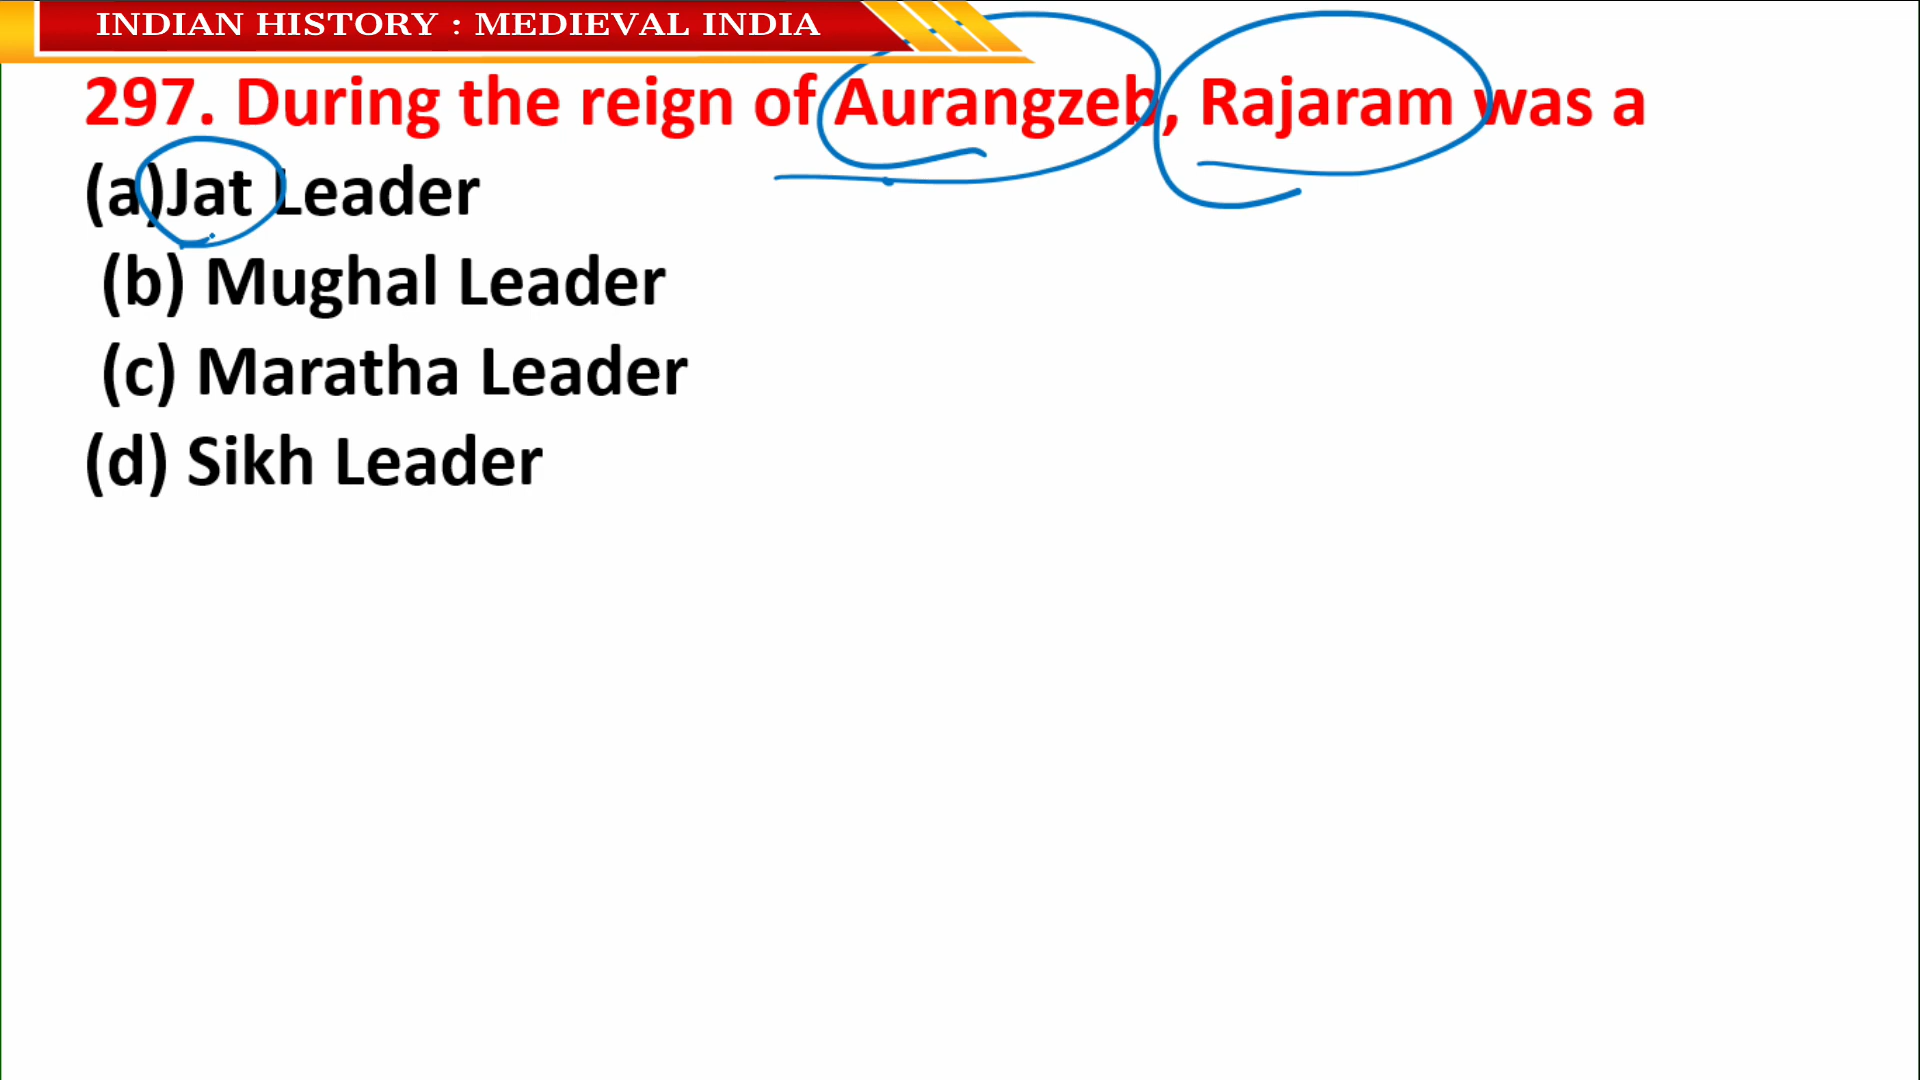 INDIAN HISTORY : MEDIEVAL INDIA
297. During the reign of Aurangzeb, Rajaram was a
(a)Jat Leader
(b) Mughal Leader
(c) Maratha Leader
(d) Sikh Leader